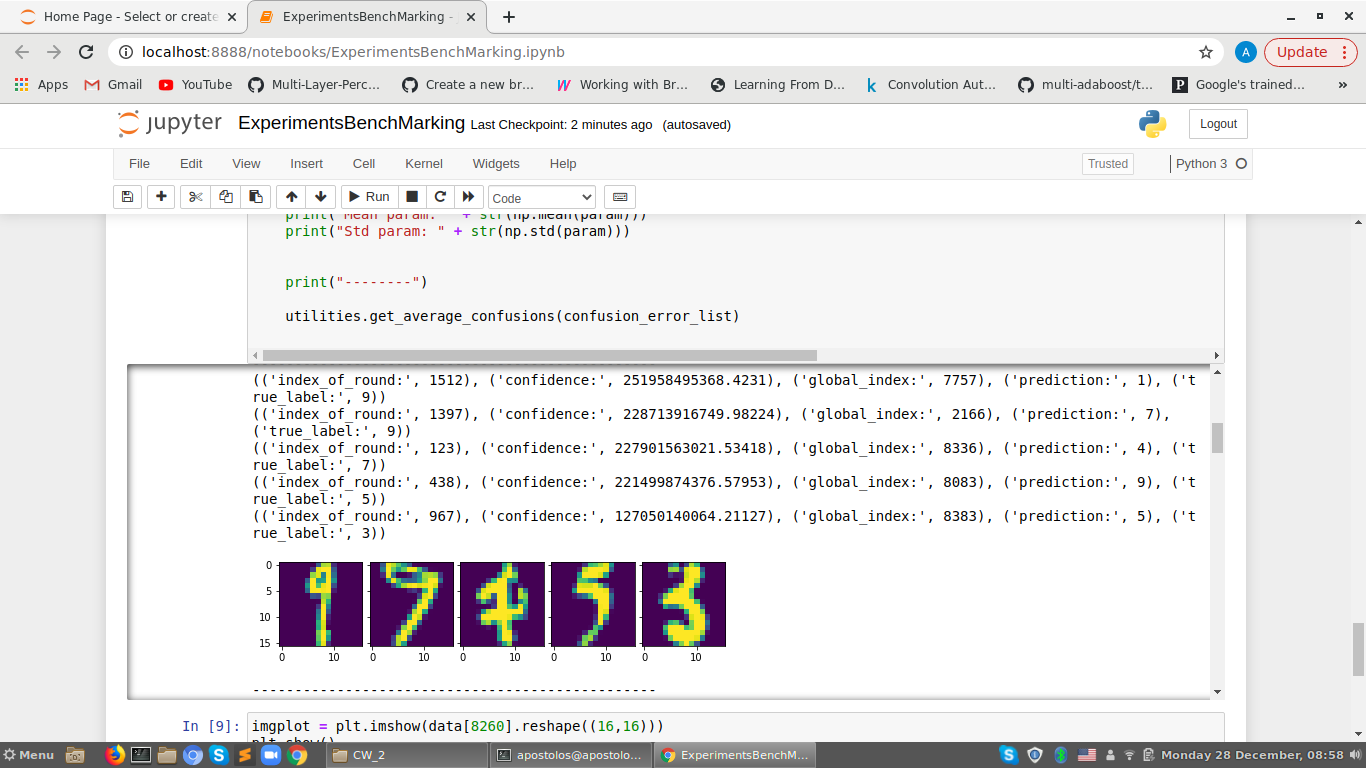 Home Page - Select or create
ExperimentsBenchMarking -
localhost:8888/notebooks/ExperimentsBenchMarking.ipynb
A
Update
Apps
Gmail
YouTube
Multi-Layer-Perc...
Create a new br...
Working with Br...
Learning From D...
Convolution Aut...
multi-adaboost/t...
Google's trained...
»
jupyter
ExperimentsBenchMarking Last Checkpoint: 2 minutes ago (autosaved)
Logout
File Edit View Insert Cell Kernel Widgets Help
Trusted
Python 3
Run
Code
print("Mean param: " + str(np.mean(param)))
print("Std param: " + str(np.std(param)))
print("--------")
utilities.get_average_confusions(confusion_error_list)
(('index_of_round:', 1512), ('confidence:', 251958495368.4231), ('global_index:', 7757), ('prediction:', 1), ('t
rue_label:', 9))
(('index_of_round:', 1397), ('confidence:', 228713916749.98224), ('global_index:', 2166), ('prediction:', 7),
('true_label:', 9))
(('index_of_round:', 123), ('confidence:', 227901563021.53418), ('global_index:', 8336), ('prediction:', 4), ('t
rue_label:', 7))
(('index_of_round:', 438), ('confidence:', 221499874376.57953), ('global_index:', 8083), ('prediction:', 9), ('t
rue_label:', 5))
(('index_of_round:', 967), ('confidence:', 127050140064.21127), ('global_index:', 8383), ('prediction:', 5), ('t
rue_label:', 3))
0
5
10
15
0 10 0 10 0 10 0 10 0 10
------------------------------------------------
In [9]: imgplot = plt.imshow(data[8260].reshape((16,16)))
plt.show()
Menu
CW_2
apostolos@apostolo...
ExperimentsBenchM...
Monday 28 December, 08:58